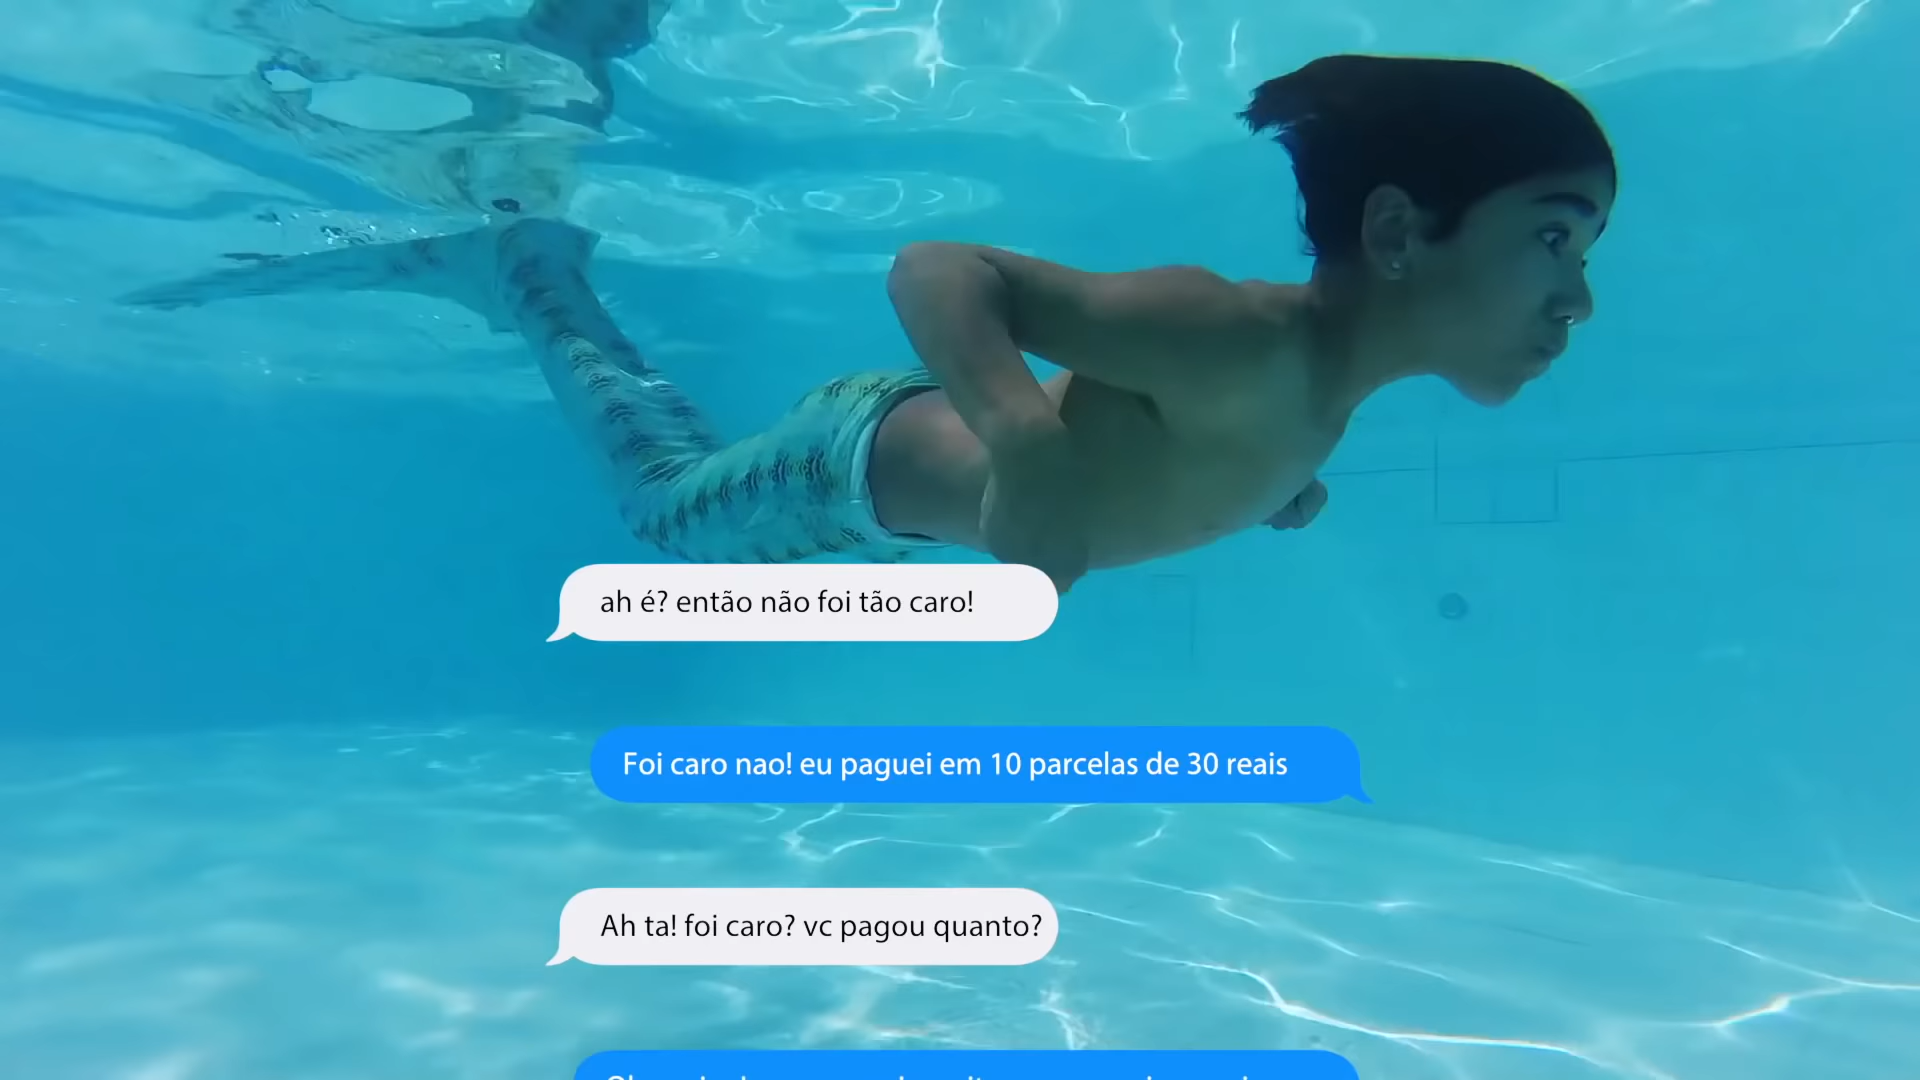 ah é? então não foi tão caro!
Foi caro nao! eu paguei em 10 parcelas de 30 reais
Ah ta! foi caro? vc pagou quanto?